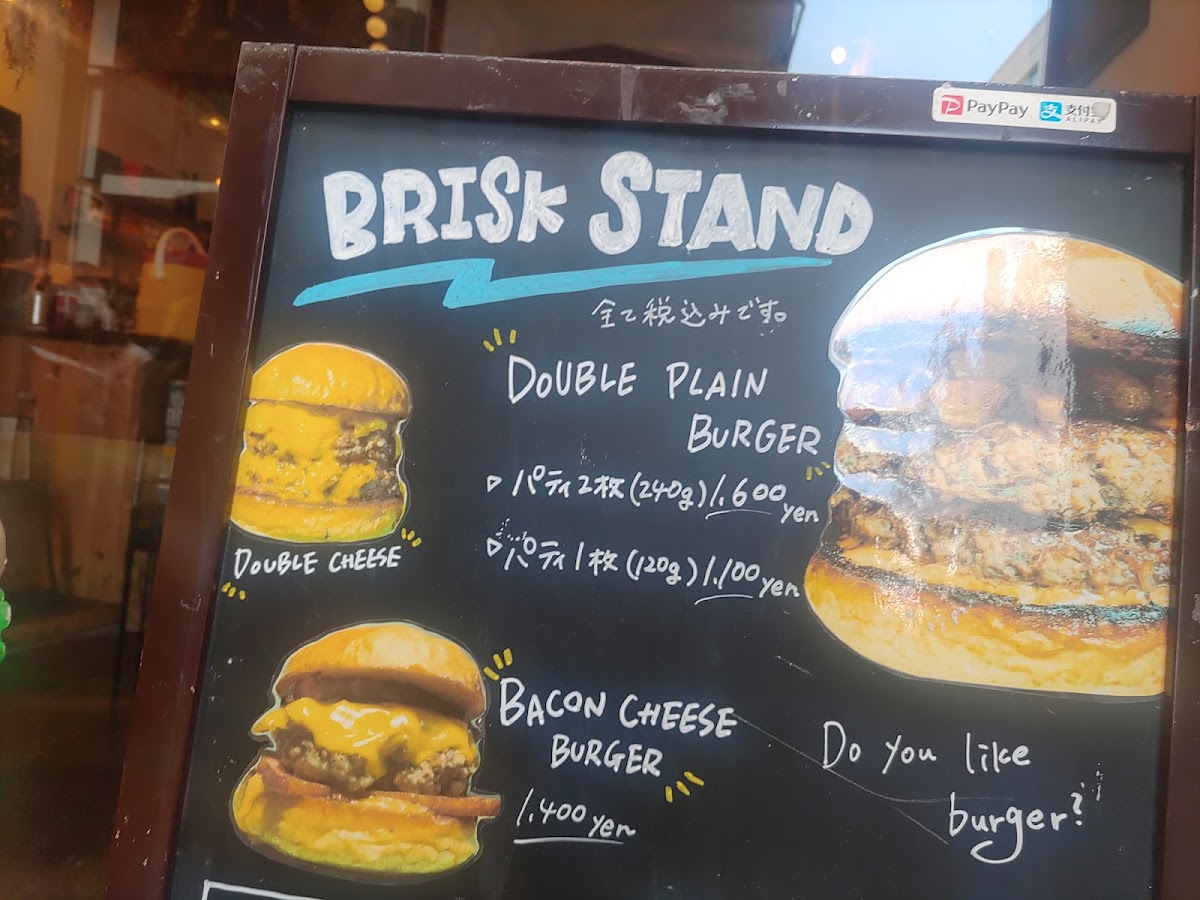 PayPay 支付宝
ALIPAY
BRISK STAND
全て税込みです。
DOUBLE PLAIN
BURGER
▷ パティ2枚(240g) 1.600 yen
▷ パティ1枚(120g) 1.100 yen
DOUBLE CHEESE
BACON CHEESE
BURGER
1.400 yen
Do you like
burger?